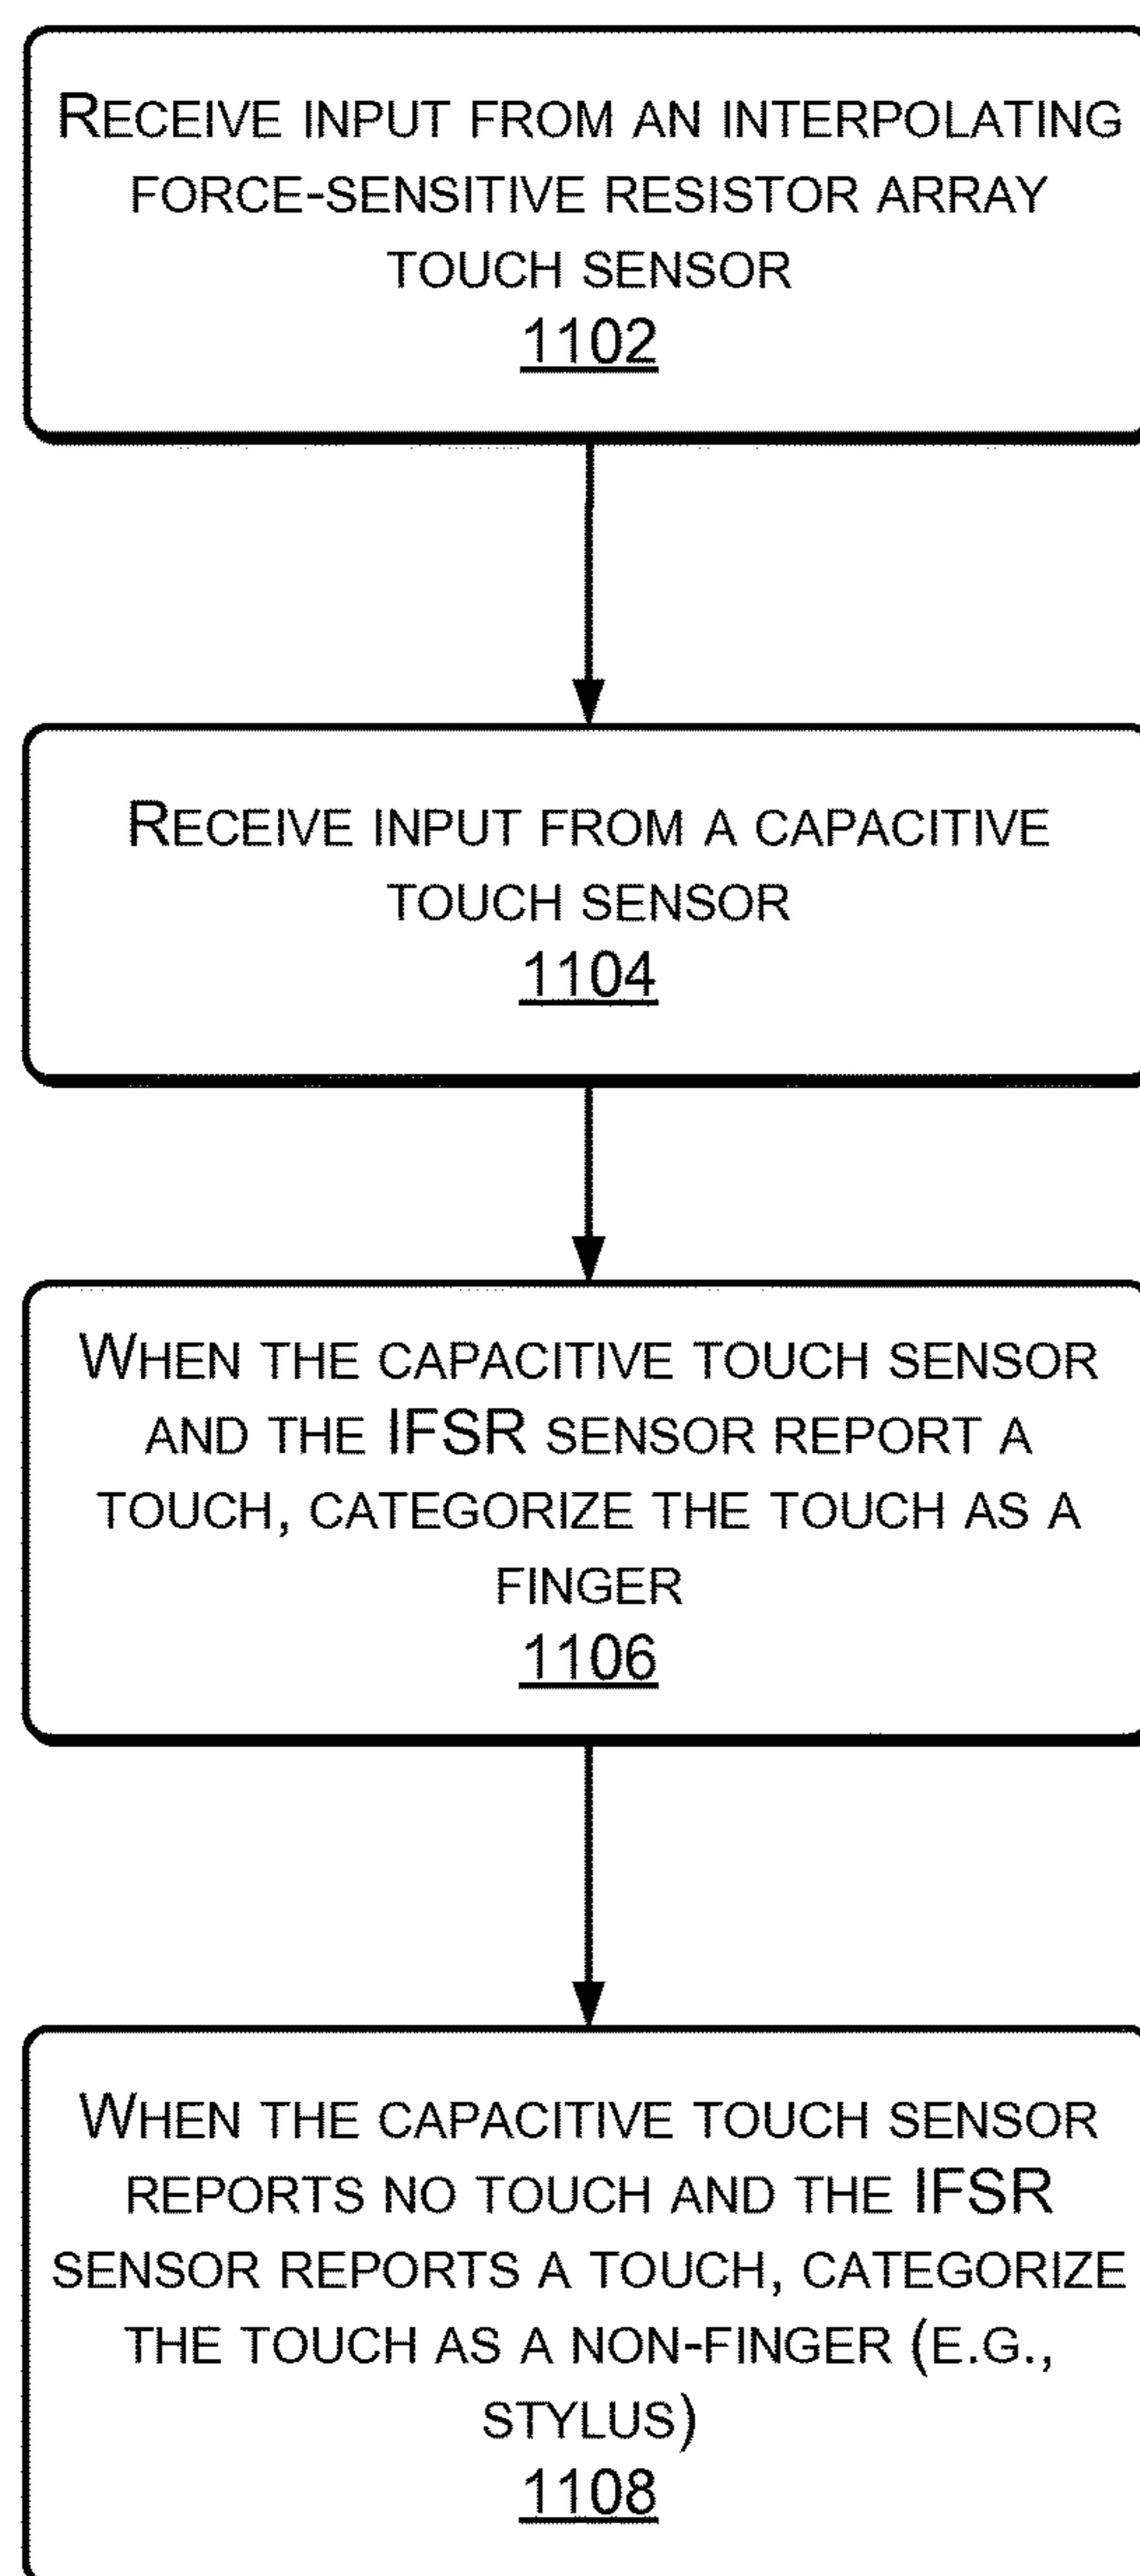 RECEIVE INPUT FROM AN INTERPOLATING
FORCE-SENSITIVE RESISTOR ARRAY
TOUCH SENSOR
1102
RECEIVE INPUT FROM A CAPACITIVE
TOUCH SENSOR
1104
WHEN THE CAPACITIVE TOUCH SENSOR
AND THE IFSR SENSOR REPORT A
TOUCH, CATEGORIZE THE TOUCH AS A
FINGER
1106
WHEN THE CAPACITIVE TOUCH SENSOR
REPORTS NO TOUCH AND THE IFSR
SENSOR REPORTS A TOUCH, CATEGORIZE
THE TOUCH AS A NON-FINGER (E.G.,
STYLUS)
1108